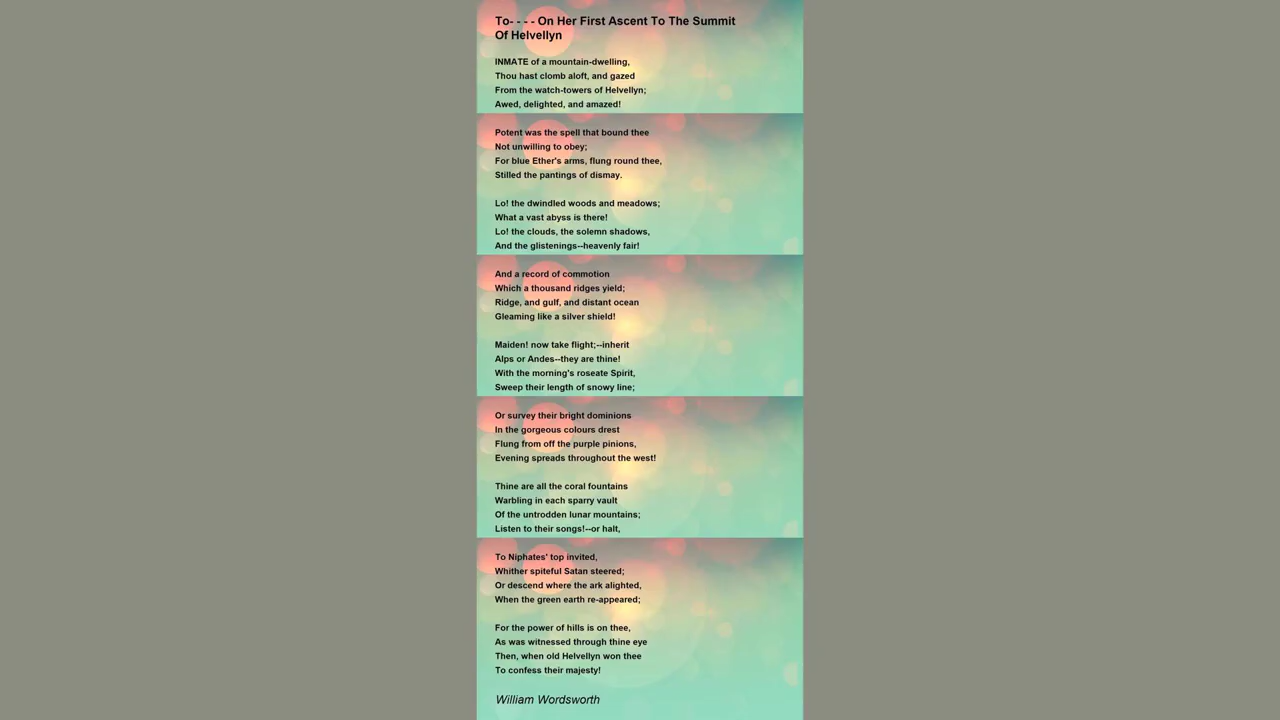 To- - - - On Her First Ascent To The Summit
Of Helvellyn
INMATE of a mountain-dwelling,
Thou hast clomb aloft, and gazed
From the watch-towers of Helvellyn;
Awed, delighted, and amazed!
Potent was the spell that bound thee
Not unwilling to obey;
For blue Ether's arms, flung round thee,
Stilled the pantings of dismay.
Lo! the dwindled woods and meadows;
What a vast abyss is there!
Lo! the clouds, the solemn shadows,
And the glistenings--heavenly fair!
And a record of commotion
Which a thousand ridges yield;
Ridge, and gulf, and distant ocean
Gleaming like a silver shield!
Maiden! now take flight;--inherit
Alps or Andes--they are thine!
With the morning's roseate Spirit,
Sweep their length of snowy line;
Or survey their bright dominions
In the gorgeous colours drest
Flung from off the purple pinions,
Evening spreads throughout the west!
Thine are all the coral fountains
Warbling in each sparry vault
Of the untrodden lunar mountains;
Listen to their songs!--or halt,
To Niphates' top invited,
Whither spiteful Satan steered;
Or descend where the ark alighted,
When the green earth re-appeared;
For the power of hills is on thee,
As was witnessed through thine eye
Then, when old Helvellyn won thee
To confess their majesty!
William Wordsworth